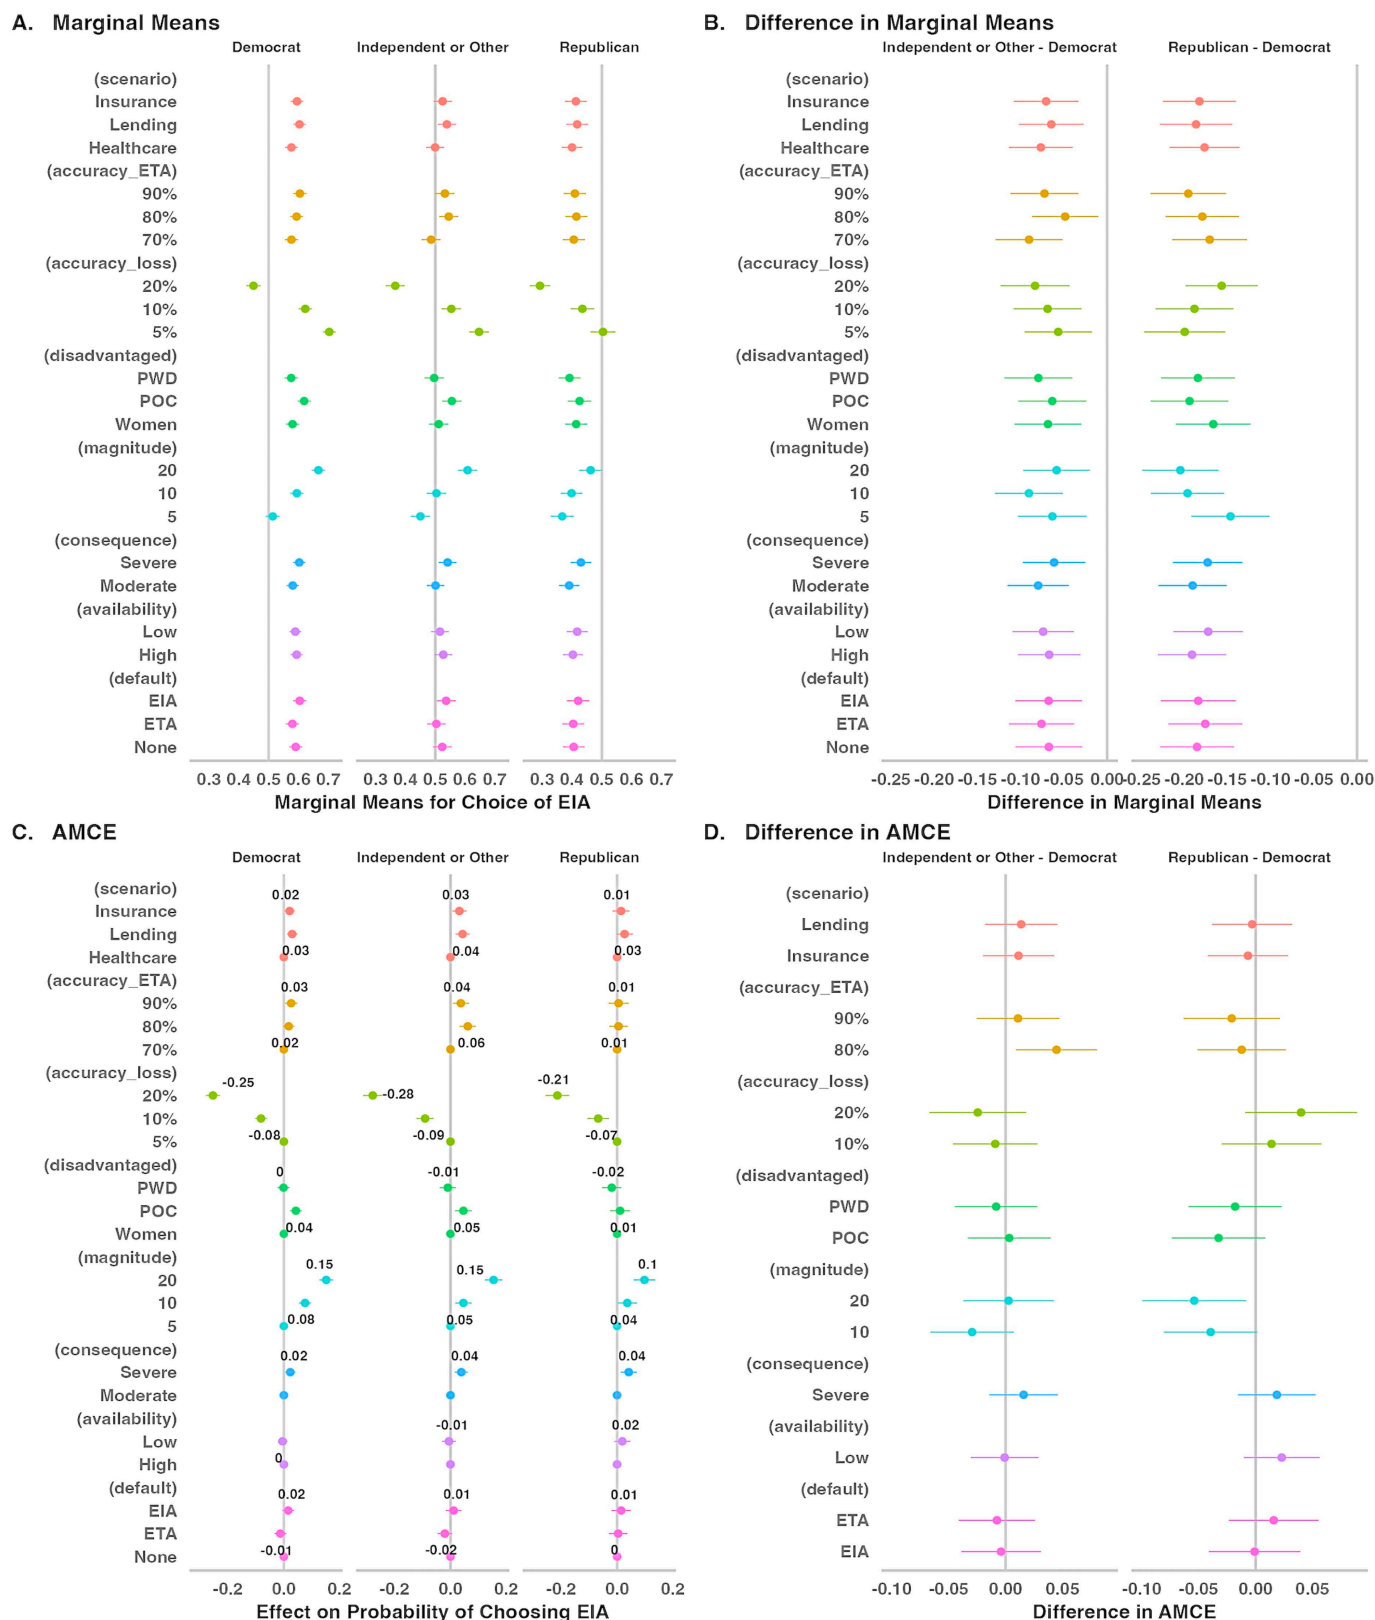 A. Marginal Means
Democrat Independent or Other Republican
(scenario)
Insurance
Lending
Healthcare
(accuracy_ETA)
90%
80%
70%
(accuracy_loss)
20%
10%
5%
(disadvantaged)
PWD
POC
Women
(magnitude)
20
10
5
(consequence)
Severe
Moderate
(availability)
Low
High
(default)
EIA
ETA
None
0.3 0.4 0.5 0.6 0.7 0.3 0.4 0.5 0.6 0.7 0.3 0.4 0.5 0.6 0.7
Marginal Means for Choice of EIA
B. Difference in Marginal Means
Independent or Other - Democrat Republican - Democrat
(scenario)
Insurance
Lending
Healthcare
(accuracy_ETA)
90%
80%
70%
(accuracy_loss)
20%
10%
5%
(disadvantaged)
PWD
POC
Women
(magnitude)
20
10
5
(consequence)
Severe
Moderate
(availability)
Low
High
(default)
EIA
ETA
None
-0.25 -0.20 -0.15 -0.10 -0.05 0.00 -0.25 -0.20 -0.15 -0.10 -0.05 0.00
Difference in Marginal Means
C. AMCE
Democrat Independent or Other Republican
(scenario)
0.02 0.03 0.01
Insurance
Lending
Healthcare 0.03 0.04 0.03
(accuracy_ETA)
0.03 0.04 0.01
90%
80%
70% 0.02 0.06 0.01
(accuracy_loss)
-0.25 -0.28 -0.21
20%
10%
-0.08 -0.09 -0.07
5%
(disadvantaged)
0 -0.01 -0.02
PWD
POC
Women 0.04 0.05 0.01
(magnitude)
0.15 0.15 0.1
20
10
0.08 0.05 0.04
5
(consequence)
0.02 0.04 0.04
Severe
Moderate
(availability)
-0.01 0.02
Low
0
High
(default)
0.02 0.01 0.01
EIA
ETA
None -0.01 -0.02 0
-0.2 0.0 0.2 -0.2 0.0 0.2 -0.2 0.0 0.2
Effect on Probability of Choosing EIA
D. Difference in AMCE
Independent or Other - Democrat Republican - Democrat
(scenario)
Lending
Insurance
(accuracy_ETA)
90%
80%
(accuracy_loss)
20%
10%
(disadvantaged)
PWD
POC
(magnitude)
20
10
(consequence)
Severe
(availability)
Low
(default)
ETA
EIA
-0.10 -0.05 0.00 0.05 -0.10 -0.05 0.00 0.05
Difference in AMCE